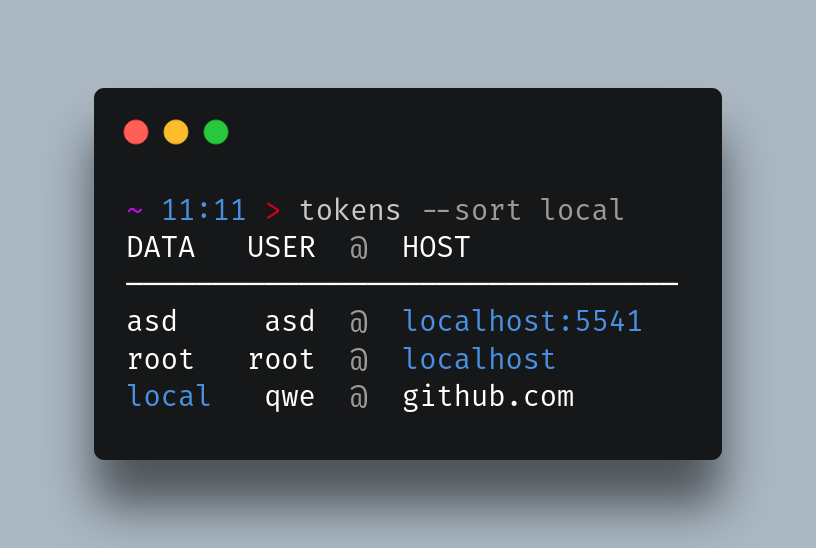 ~ 11:11 > tokens --sort local
DATA   USER  @  HOST
asd     asd  @  localhost:5541
root   root  @  localhost
local   qwe  @  github.com